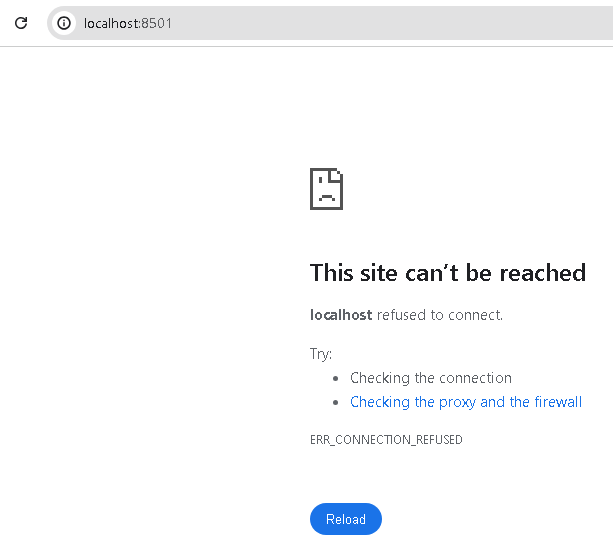 localhost:8501
This site can't be reached
localhost refused to connect.
Try:
Checking the connection
Checking the proxy and the firewall
ERR_CONNECTION_REFUSED
Reload